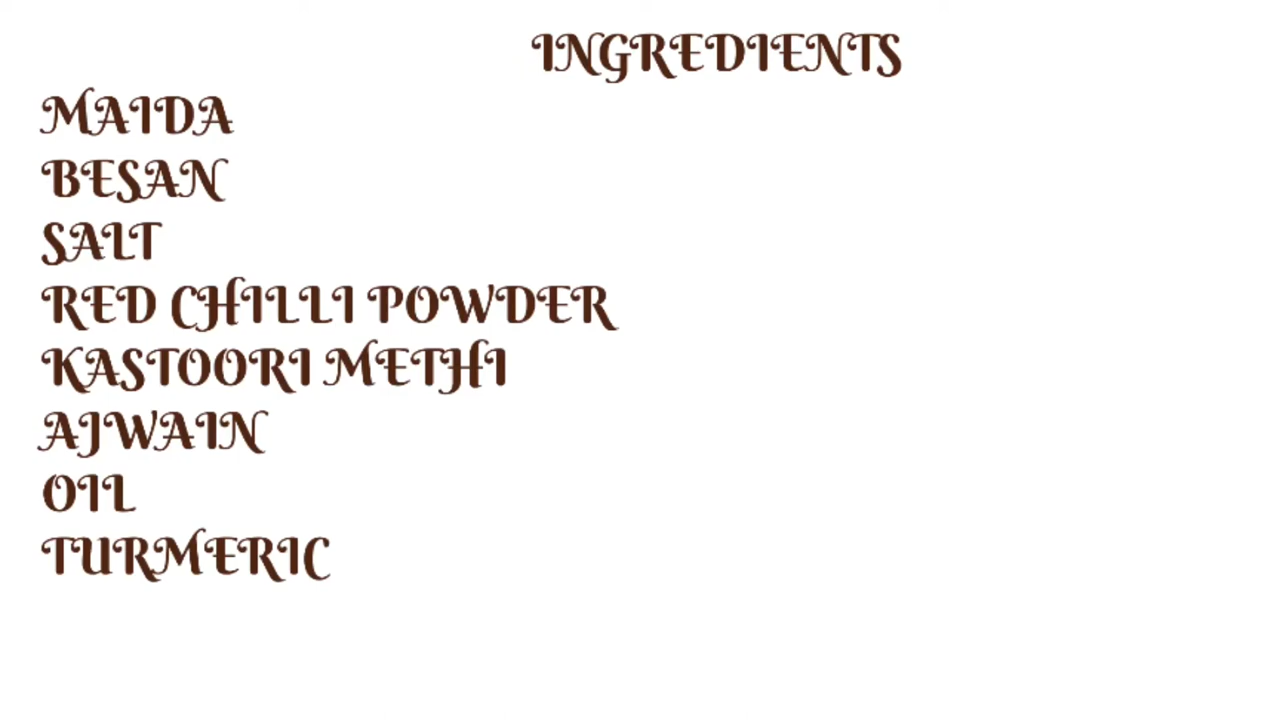 INGREDIENTS
MAIDA
BESAN
SALT
RED CHILLI POWDER
KASTOORI METHI
AJWAIN
OIL
TURMERIC